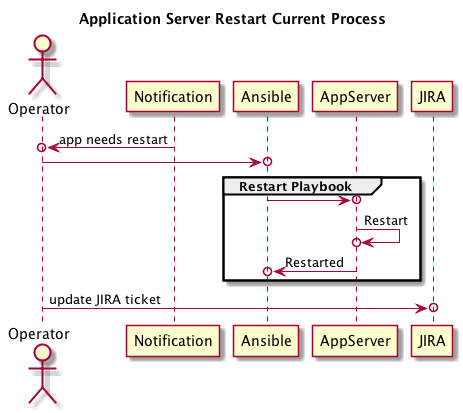 Application Server Restart Current Process
Operator
Notification Ansible AppServer JIRA
app needs restart
Restart Playbook
Restart
Restarted
update JIRA ticket
Operator
Notification Ansible AppServer JIRA